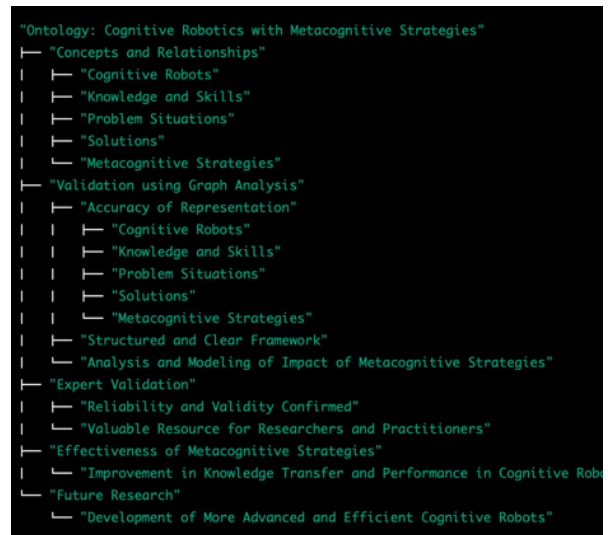 "Ontology: Cognitive Robotics with Metacognitive Strategies"
├── "Concepts and Relationships"
|   ├── "Cognitive Robots"
|   ├── "Knowledge and Skills"
|   ├── "Problem Situations"
|   ├── "Solutions"
|   └── "Metacognitive Strategies"
├── "Validation using Graph Analysis"
|   ├── "Accuracy of Representation"
|   |   ├── "Cognitive Robots"
|   |   ├── "Knowledge and Skills"
|   |   ├── "Problem Situations"
|   |   ├── "Solutions"
|   |   └── "Metacognitive Strategies"
|   ├── "Structured and Clear Framework"
|   └── "Analysis and Modeling of Impact of Metacognitive Strategies"
├── "Expert Validation"
|   ├── "Reliability and Validity Confirmed"
|   └── "Valuable Resource for Researchers and Practitioners"
├── "Effectiveness of Metacognitive Strategies"
|   └── "Improvement in Knowledge Transfer and Performance in Cognitive Robo
└── "Future Research"
    └── "Development of More Advanced and Efficient Cognitive Robots"